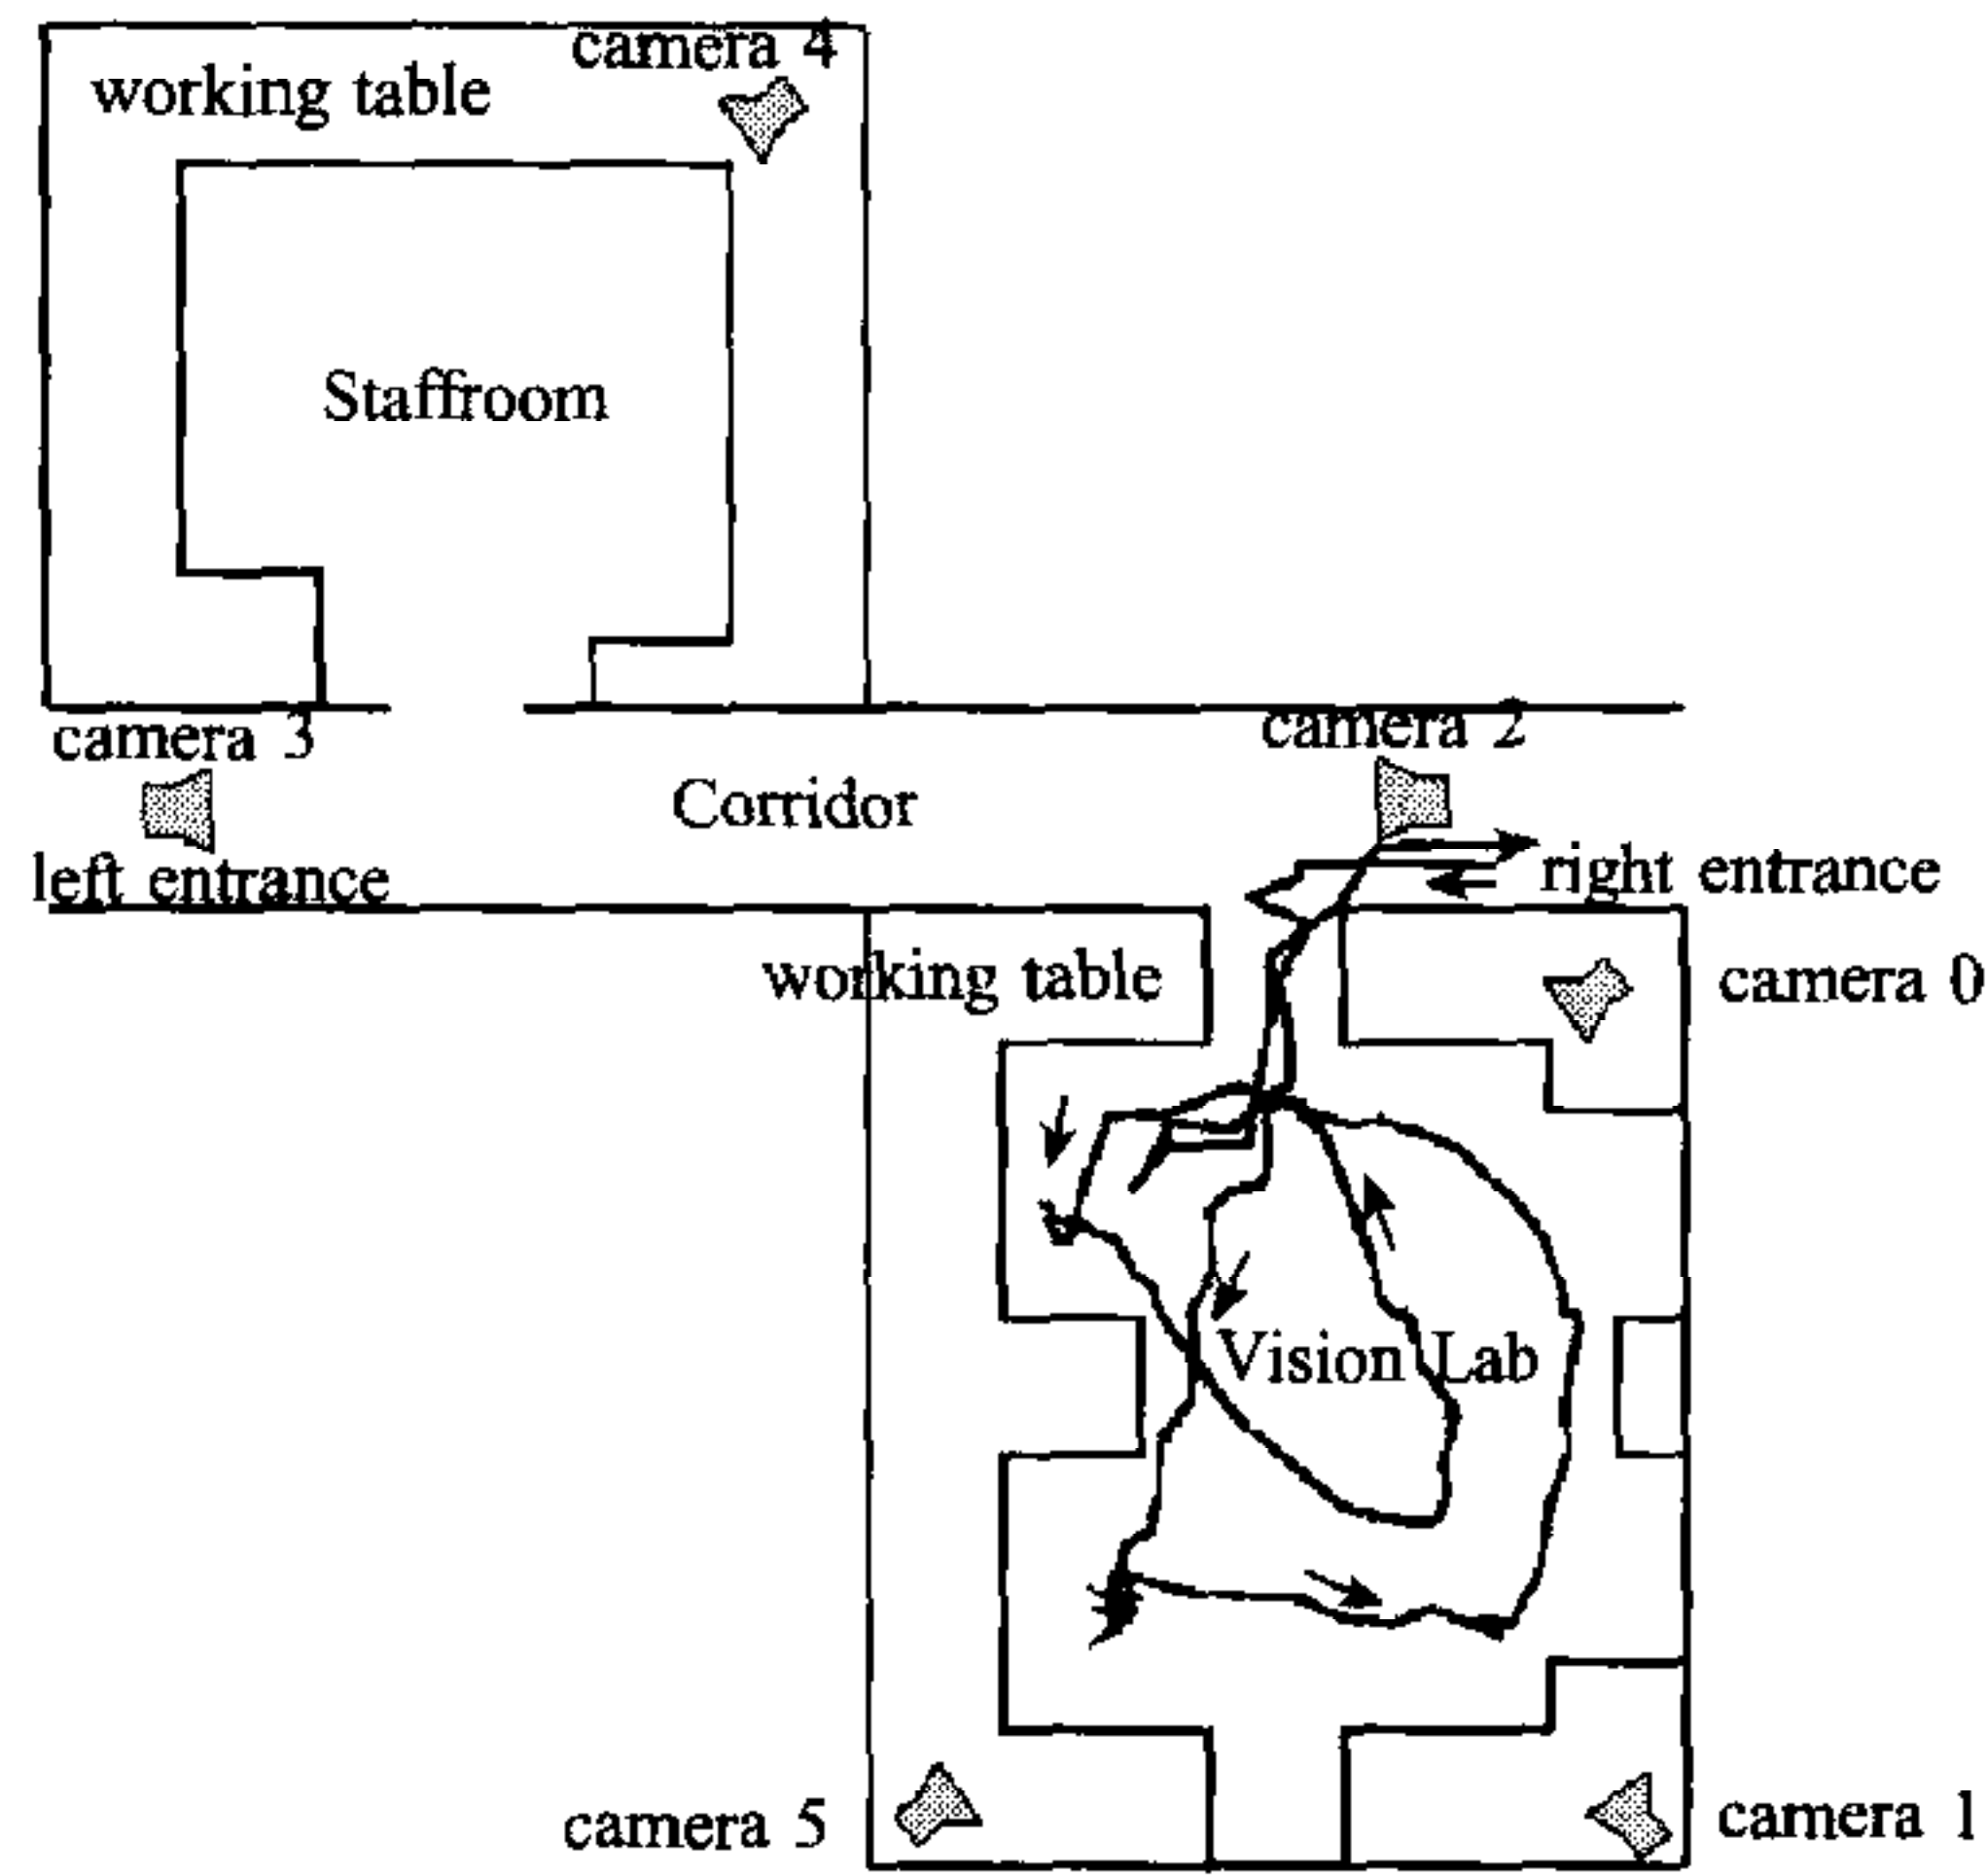 camera 4
working table
Staffroom
camera 3
camera 2
Corridor
left entrance
right entrance
working table
camera 0
Vision Lab
camera 5
camera 1